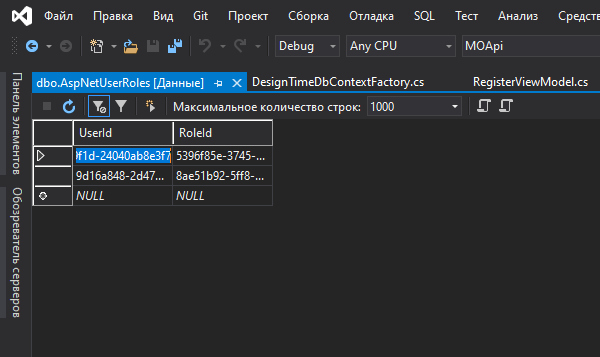 Файл Правка Вид Git Проект Сборка Отладка SQL Тест Анализ Средств
Debug Any CPU MOApi
Панель элементов
Обозреватель серверов
dbo.AspNetUserRoles [Данные] DesignTimeDbContextFactory.cs RegisterViewModel.cs
Максимальное количество строк: 1000
UserId RoleId
9f1d-24040ab8e3f7 5396f85e-3745-...
9d16a848-2d47... 8ae51b92-5ff8-...
NULL NULL